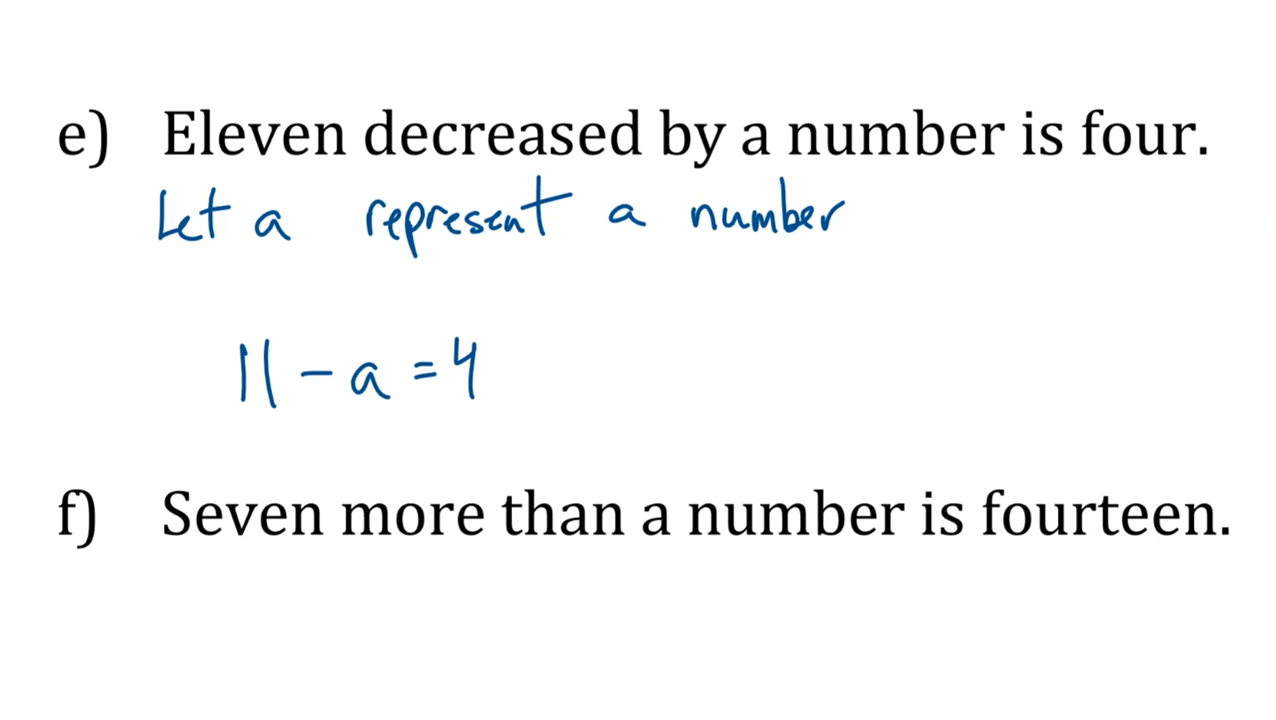 e) Eleven decreased by a number is four.
Let a represent a number
11 - a = 4
f) Seven more than a number is fourteen.